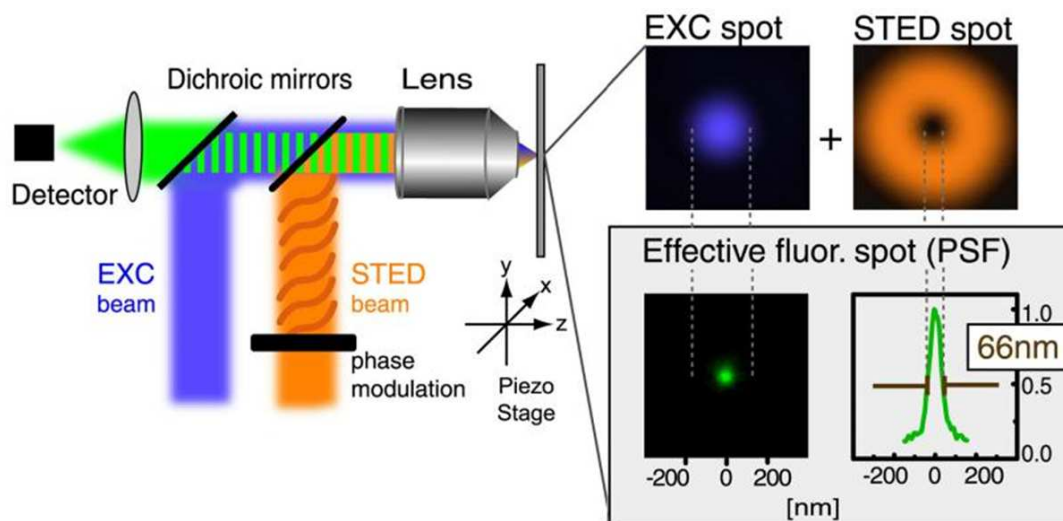 EXC spot
STED spot
Dichroic mirrors
Lens
+
Detector
EXC
beam
STED
beam
phase
modulation
y
x
z
Piezo
Stage
Effective fluor. spot (PSF)
1.0
66nm
0.5
0.0
-200 0 200
-200 0 200
[nm]